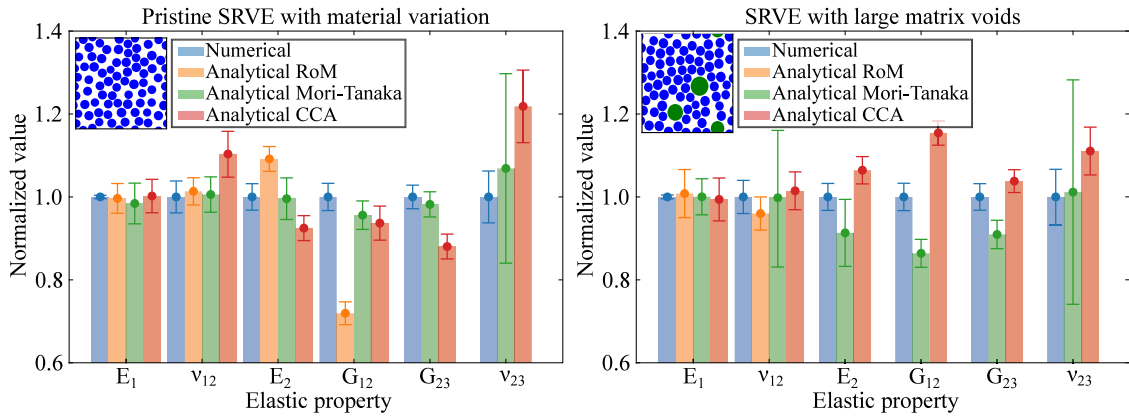 Pristine SRVE with material variation
Numerical
Analytical RoM
Analytical Mori-Tanaka
Analytical CCA
1.4
1.2
1.0
0.8
0.6
Normalized value
E1 ν12 E2 G12 G23 ν23
Elastic property
SRVE with large matrix voids
Numerical
Analytical RoM
Analytical Mori-Tanaka
Analytical CCA
1.4
1.2
1.0
0.8
0.6
Normalized value
E1 ν12 E2 G12 G23 ν23
Elastic property